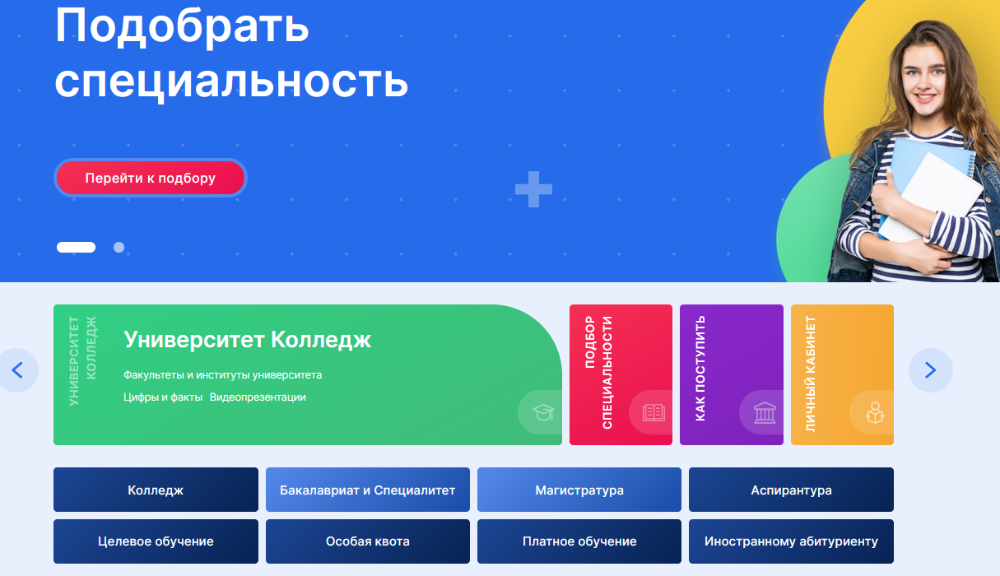 Подобрать
специальность
Перейти к подбору
УНИВЕРСИТЕТ
КОЛЛЕДЖ
Университет Колледж
Факультеты и институты университета
Цифры и факты Видеопрезентации
ПОДБОР
СПЕЦИАЛЬНОСТИ
КАК ПОСТУПИТЬ
ЛИЧНЫЙ КАБИНЕТ
Колледж
Бакалавриат и Специалитет
Магистратура
Аспирантура
Целевое обучение
Особая квота
Платное обучение
Иностранному абитуриенту